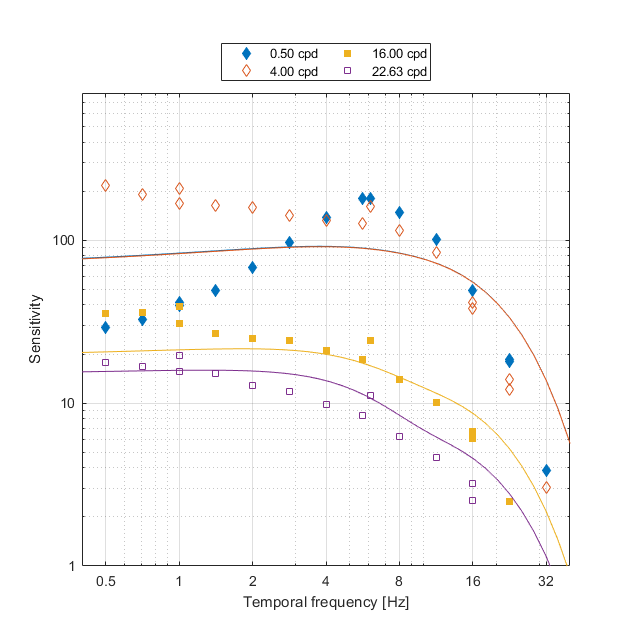 0.50 cpd 16.00 cpd
4.00 cpd 22.63 cpd
Sensitivity
100
10
1
0.5 1 2 4 8 16 32
Temporal frequency [Hz]